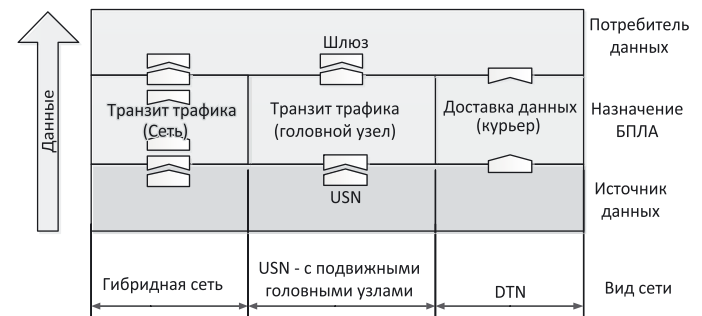 Данные
Шлюз
Потребитель
данных
Транзит трафика
(Сеть)
Транзит трафика
(головной узел)
Доставка данных
(курьер)
Назначение
БПЛА
USN
Источник
данных
Гибридная сеть
USN - с подвижными
головными узлами
DTN
Вид сети